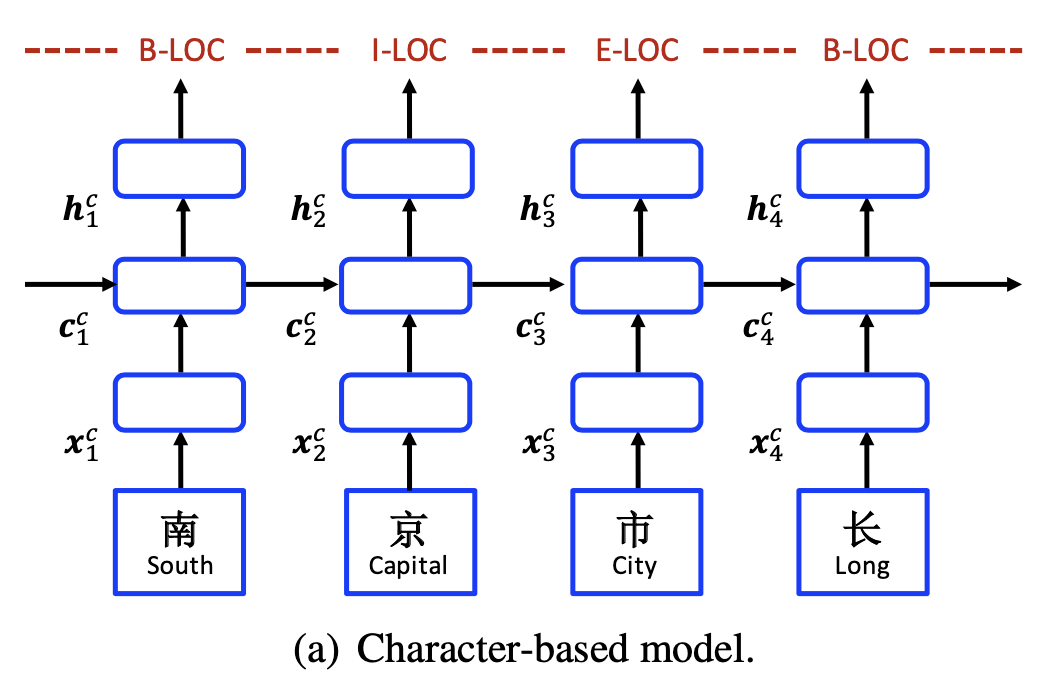 B-LOC I-LOC E-LOC B-LOC
h₁ᶜ h₂ᶜ h₃ᶜ h₄ᶜ
c₁ᶜ c₂ᶜ c₃ᶜ c₄ᶜ
x₁ᶜ x₂ᶜ x₃ᶜ x₄ᶜ
南 京 市 长
South Capital City Long
(a) Character-based model.